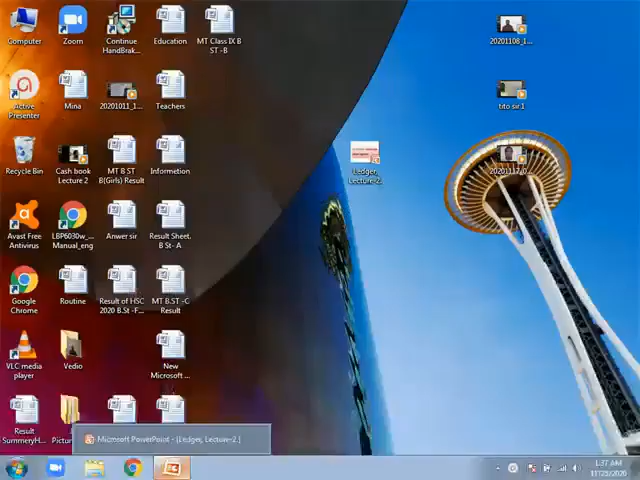 Computer
Zoom
Continue
HandBrak...
Education
MT Class IX B
ST -B
20201108_1...
Active
Presenter
Mina
20201011_1...
Teachers
tito sir.1
Recycle Bin
Cash book
Lecture 2
MT B ST
B(Girls) Result
Information
Ledger,
Lecture-2.
Avast Free
Antivirus
LBP6030w_...
Manual_eng
Anwer sir
Result Sheet.
B St- A
Google
Chrome
Routine
Result of HSC
2020 B.St -F...
MT B.ST -C
Result
VLC media
player
Vedio
New
Microsoft ...
Result
SummeryH...
Microsoft PowerPoint - [Ledger, Lecture-2.]
1:37 AM
11/25/2020